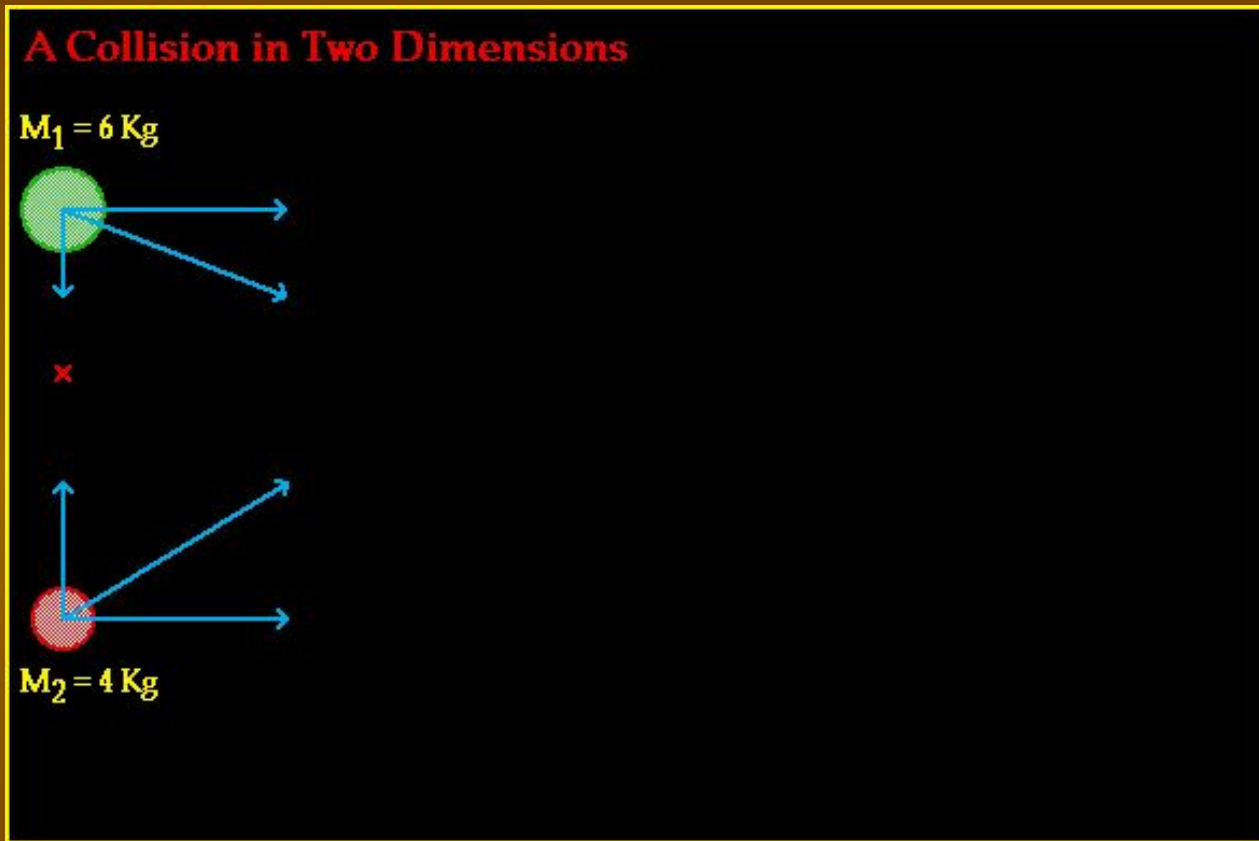 A Collision in Two Dimensions
M₁ = 6 Kg
M₂ = 4 Kg